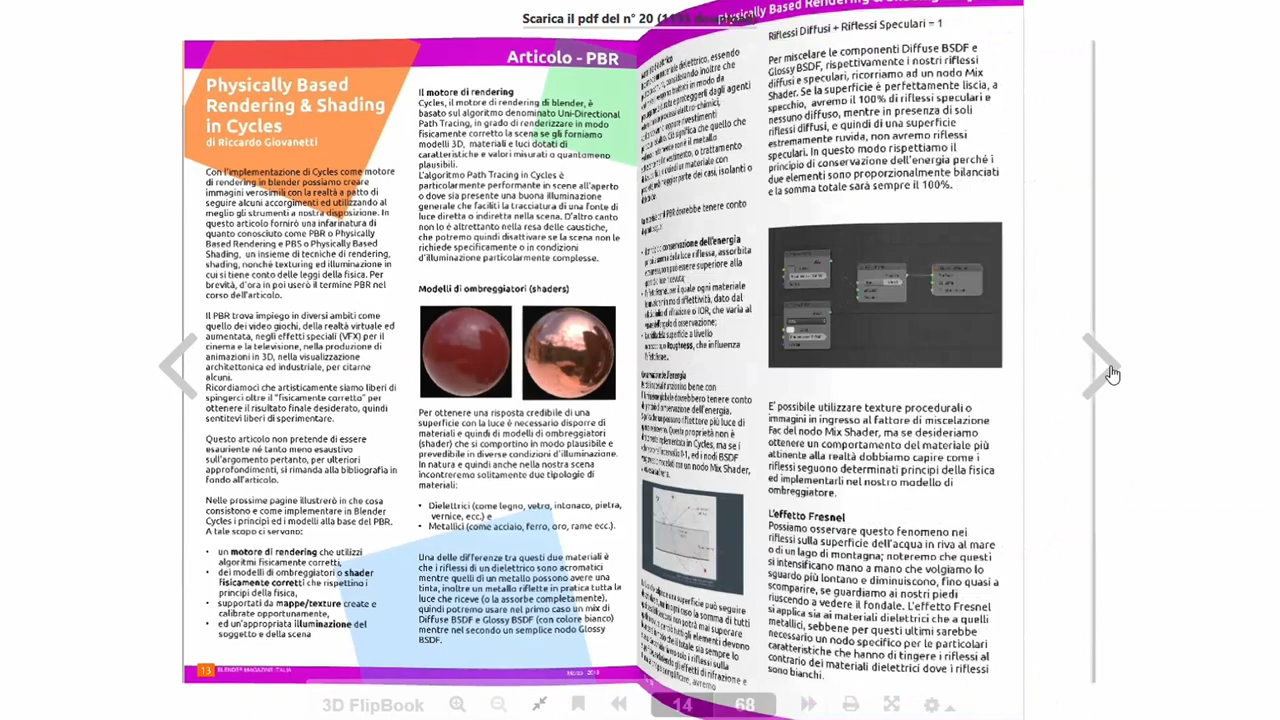 Scarica il pdf del n° 20
Articolo - PBR
Physically Based
Rendering & Shading
in Cycles
di Riccardo Giovanetti
Con l'implementazione di Cycles come motore
di rendering in blender possiamo creare
immagini verosimili con la realtà a patto di
seguire alcuni accorgimenti ed utilizzando al
meglio gli strumenti a nostra disposizione. In
questo articolo fornirò una infarinatura di
quanto conosciuto come PBR o Physically
Based Rendering e PBS o Physically Based
Shading, un insieme di tecniche di rendering,
shading, nonchè texturing ed illuminazione in
cui si tiene conto delle leggi della fisica. Per
brevità, d'ora in poi userò il termine PBR nel
corso dell'articolo.
Il PBR trova impiego in diversi ambiti come
quello dei video giochi, della realtà virtuale ed
aumentata, negli effetti speciali (VFX) per il
cinema e la televisione, nella produzione di
animazioni in 3D, nella visualizzazione
architettonica ed industriale, per citarne
alcuni.
Ricordiamoci che artisticamente siamo liberi di
spingerci oltre il "fisicamente corretto" per
ottenere il risultato finale desiderato, quindi
sentitevi liberi di sperimentare.
Questo articolo non pretende di essere
esauriente nè tanto meno esaustivo
sull'argomento pertanto, per ulteriori
approfondimenti, si rimanda alla bibliografia in
fondo all'articolo.
Nelle prossime pagine illustrerò in che cosa
consistono e come implementare in Blender
Cycles i principi ed i modelli alla base del PBR.
A tale scopo ci servono:
• un motore di rendering che utilizzi
algoritmi fisicamente corretti,
• dei modelli di ombreggiatori o shader
fisicamente corretti che rispettino i
principi della fisica,
• supportati da mappe/texture create e
calibrate opportunamente,
• ed un'appropriata illuminazione del
soggetto e della scena
13 BLENDER MAGAZINE ITALIA
Il motore di rendering
Cycles, il motore di rendering di blender, è
basato sul algoritmo denominato Uni-Directional
Path Tracing, in grado di renderizzare in modo
fisicamente corretto la scena se gli forniamo
modelli 3D, materiali e luci dotati di
caratteristiche e valori misurati o quantomeno
plausibili.
L'algoritmo Path Tracing in Cycles è
particolarmente performante in scene all'aperto
o dove sia presente una buona illuminazione
generale che faciliti la tracciatura di una fonte di
luce diretta o indiretta nella scena. D'altro canto
non lo è altrettanto nella resa delle caustiche,
che potremo quindi disattivare se la scena non le
richiede specificamente o in condizioni
d'illuminazione particolarmente complesse.
Modelli di ombreggiatori (shaders)
Per ottenere una risposta credibile di una
superficie con la luce è necessario disporre di
materiali e quindi di modelli di ombreggiatori
(shader) che si comportino in modo plausibile e
prevedibile in diverse condizioni d'illuminazione.
In natura e quindi anche nella nostra scena
incontreremo solitamente due tipologie di
materiali:
• Dielettrici (come legno, vetro, intonaco, pietra,
vernice, ecc.) e
• Metallici (come acciaio, ferro, oro, rame ecc.).
Una delle differenze tra questi due materiali è
che i riflessi di un dielettrico sono acromatici
mentre quelli di un metallo possono avere una
tinta, inoltre un metallo riflette in pratica tutta la
luce che riceve (o la assorbe completamente),
quindi potremo usare nel primo caso un mix di
Diffuse BSDF e Glossy BSDF (con colore bianco)
mentre nel secondo un semplice nodo Glossy
BSDF.
Physically Based Rendering & Shading
Riflessi Diffusi + Riflessi Speculari = 1
Per miscelare le componenti Diffuse BSDF e
Glossy BSDF, rispettivamente i nostri riflessi
diffusi e speculari, ricorriamo ad un nodo Mix
Shader. Se la superficie è perfettamente liscia, a
specchio, avremo il 100% di riflessi speculari e
nessuno diffuso, mentre in presenza di soli
riflessi diffusi, e quindi di una superficie
estremamente ruvida, non avremo riflessi
speculari. In questo modo rispettiamo il
principio di conservazione dell'energia perché i
due elementi sono proporzionalmente bilanciati
e la somma totale sarà sempre il 100%.
E' possibile utilizzare texture procedurali o
immagini in ingresso al fattore di miscelazione
Fac del nodo Mix Shader, ma se desideriamo
ottenere un comportamento del materiale più
attinente alla realtà dobbiamo capire come i
riflessi seguono determinati principi della fisica
ed implementarli nel nostro modello di
ombreggiatore.
L'effetto Fresnel
Possiamo osservare questo fenomeno nei
riflessi sulla superficie dell'acqua in riva al mare
o di un lago di montagna; noteremo che questi
si intensificano mano a mano che volgiamo lo
sguardo più lontano e diminuiscono, fino quasi a
scomparire, se guardiamo ai nostri piedi
riuscendo a vedere il fondale. L'effetto Fresnel
si applica sia ai materiali dielettrici che a quelli
metallici, sebbene per questi ultimi sarebbe
necessario un nodo specifico per le particolari
caratteristiche che hanno di tingere i riflessi al
contrario dei materiali dielettrici dove i riflessi
sono bianchi.
3D FlipBook
14 68